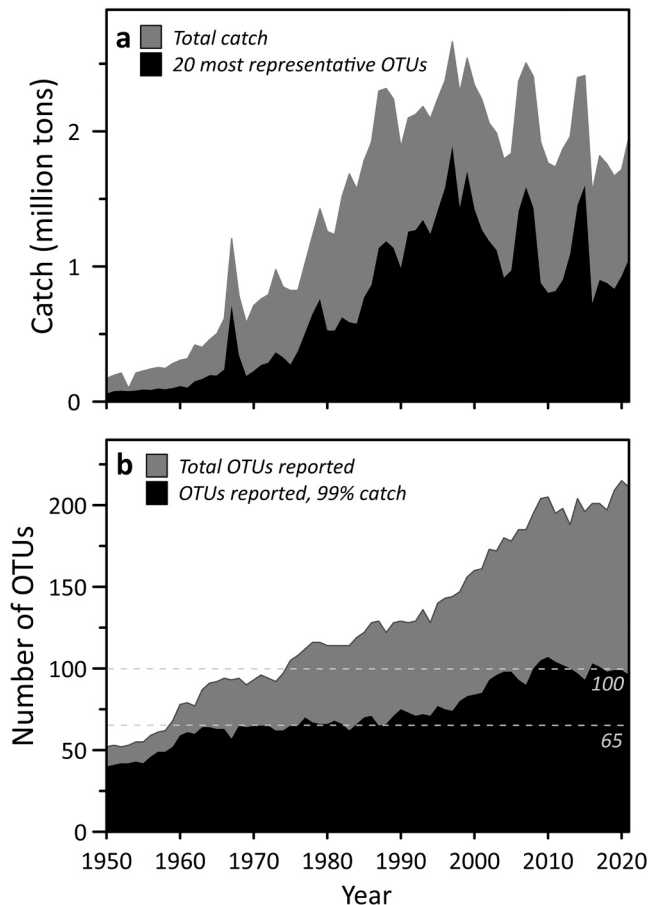 a Total catch
20 most representative OTUs
Catch (million tons)
2
1
0
b Total OTUs reported
OTUs reported, 99% catch
Number of OTUs
200
150
100
50
0
100
65
1950 1960 1970 1980 1990 2000 2010 2020
Year